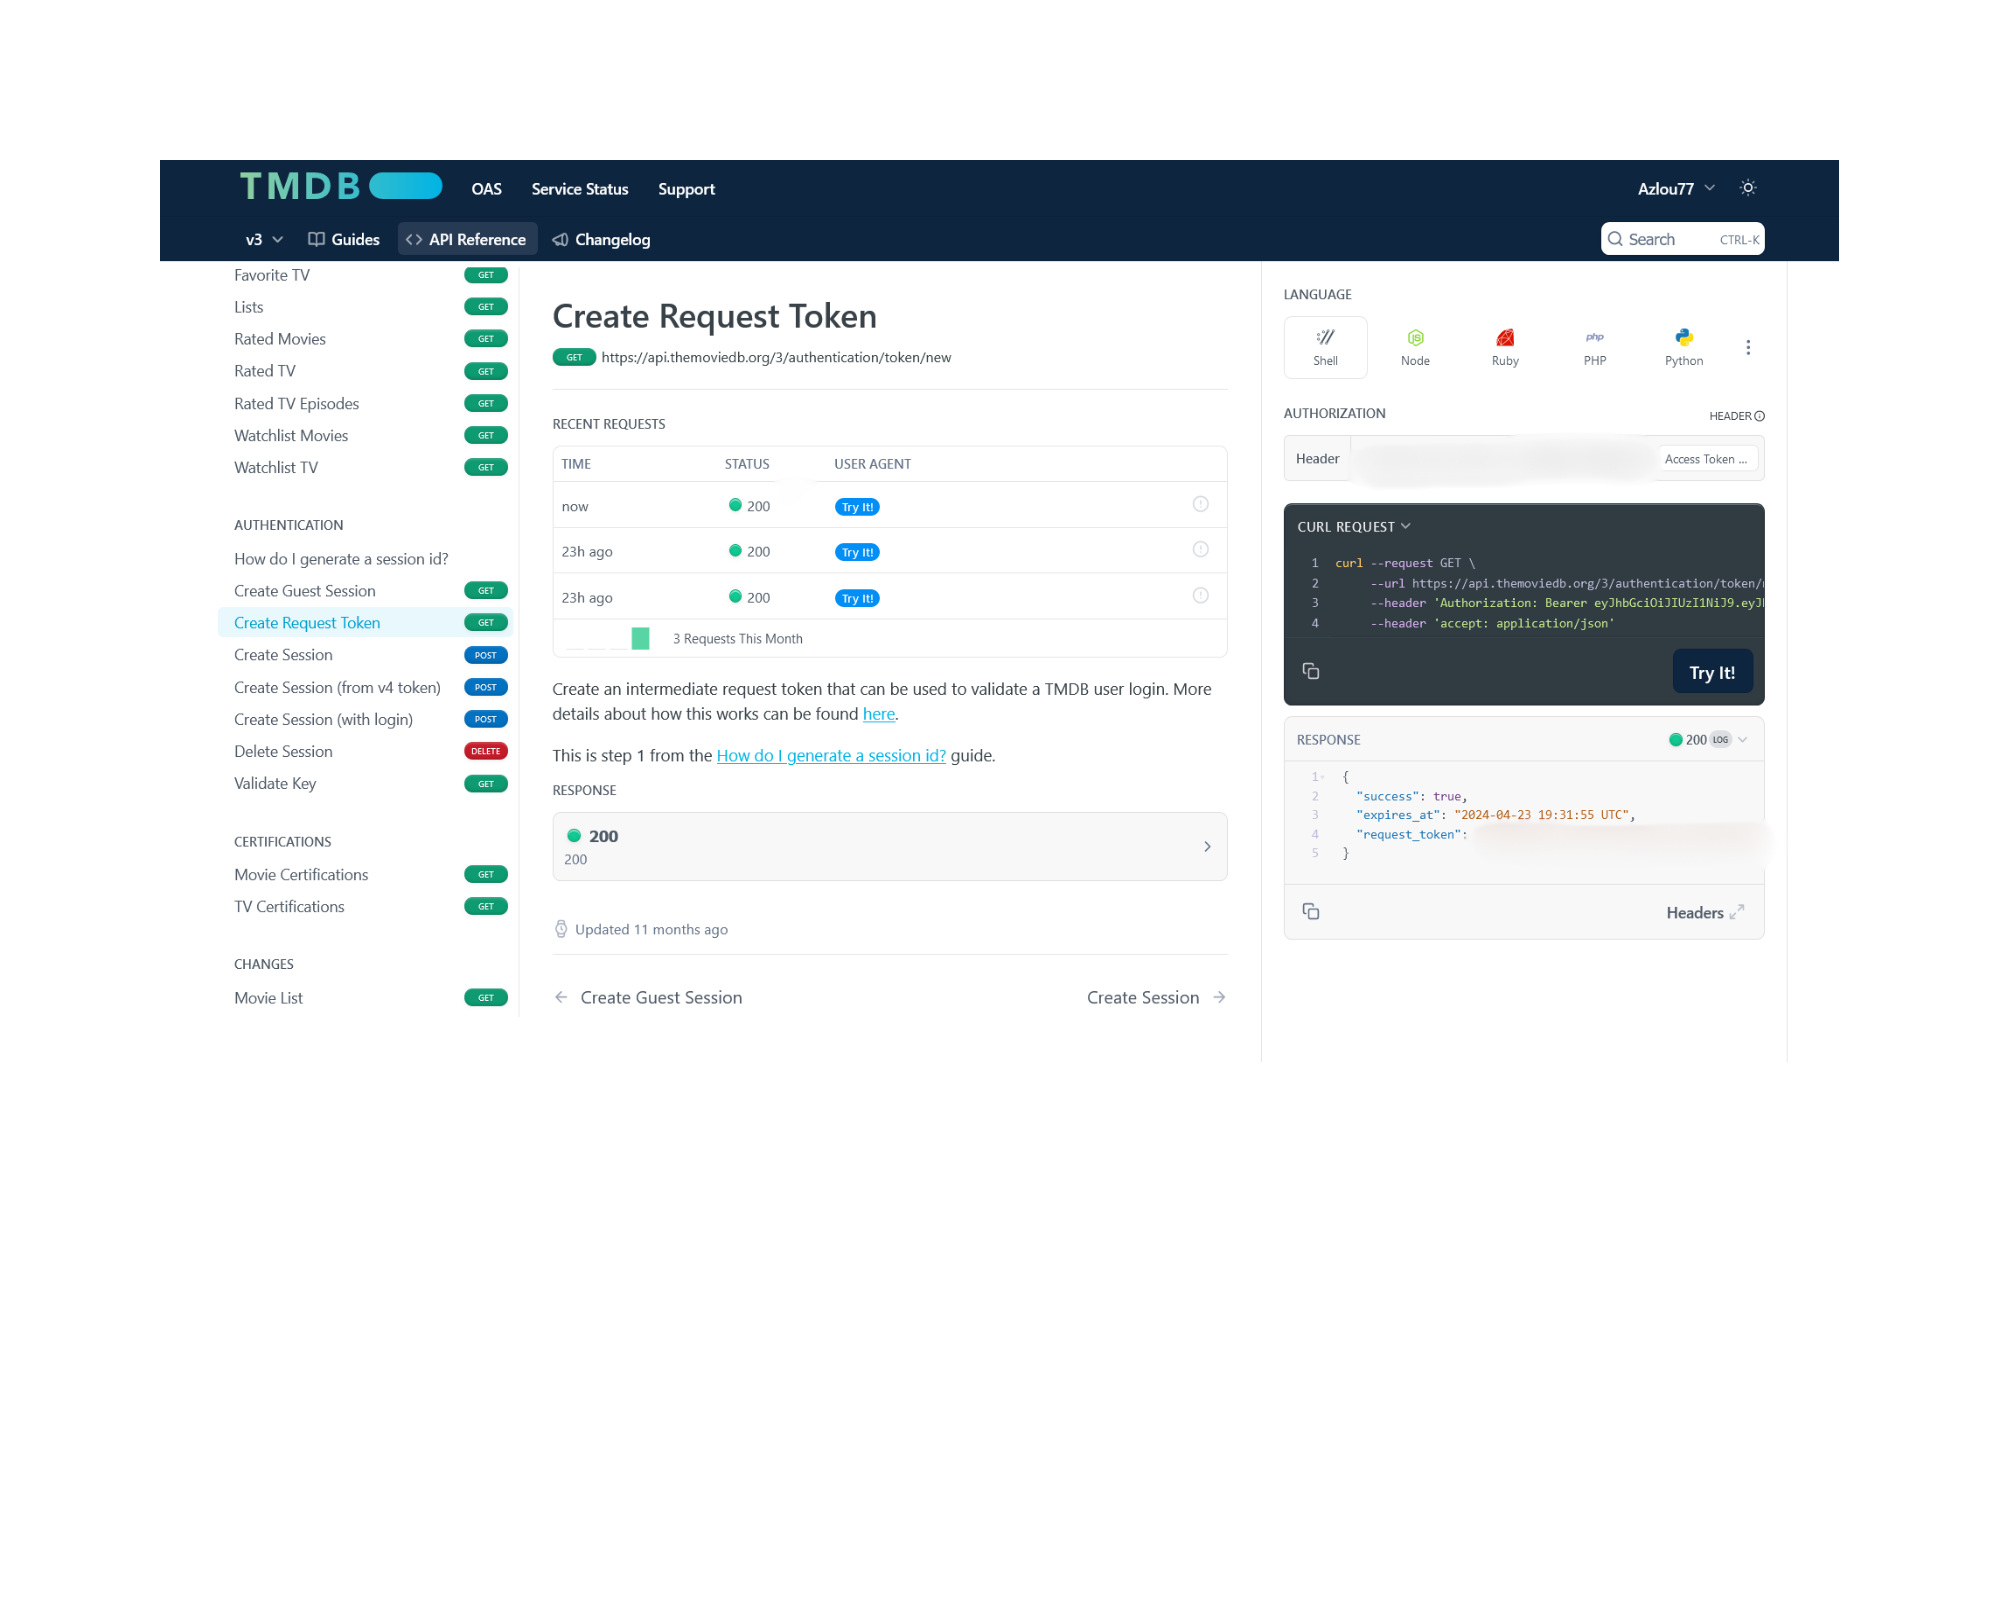 TMDB
OAS Service Status Support
Azlou77
v3 Guides API Reference Changelog
Search CTRL-K
Favorite TV GET
Lists GET
Rated Movies GET
Rated TV GET
Rated TV Episodes GET
Watchlist Movies GET
Watchlist TV GET
AUTHENTICATION
How do I generate a session id?
Create Guest Session GET
Create Request Token GET
Create Session POST
Create Session (from v4 token) POST
Create Session (with login) POST
Delete Session DELETE
Validate Key GET
CERTIFICATIONS
Movie Certifications GET
TV Certifications GET
CHANGES
Movie List GET
Create Request Token
GET https://api.themoviedb.org/3/authentication/token/new
RECENT REQUESTS
TIME STATUS USER AGENT
now 200 Try It!
23h ago 200 Try It!
23h ago 200 Try It!
3 Requests This Month
Create an intermediate request token that can be used to validate a TMDB user login. More
details about how this works can be found here.
This is step 1 from the How do I generate a session id? guide.
RESPONSE
200
200
Updated 11 months ago
Create Guest Session
Create Session
LANGUAGE
Shell Node Ruby PHP Python
AUTHORIZATION HEADER
Header Access Token ...
CURL REQUEST
1 curl --request GET \
2 --url https://api.themoviedb.org/3/authentication/token/
3 --header 'Authorization: Bearer eyJhbGciOiJIUzI1NiJ9.eyJ
4 --header 'accept: application/json'
Try It!
RESPONSE 200 LOG
1 {
2 "success": true,
3 "expires_at": "2024-04-23 19:31:55 UTC",
4 "request_token":
5 }
Headers